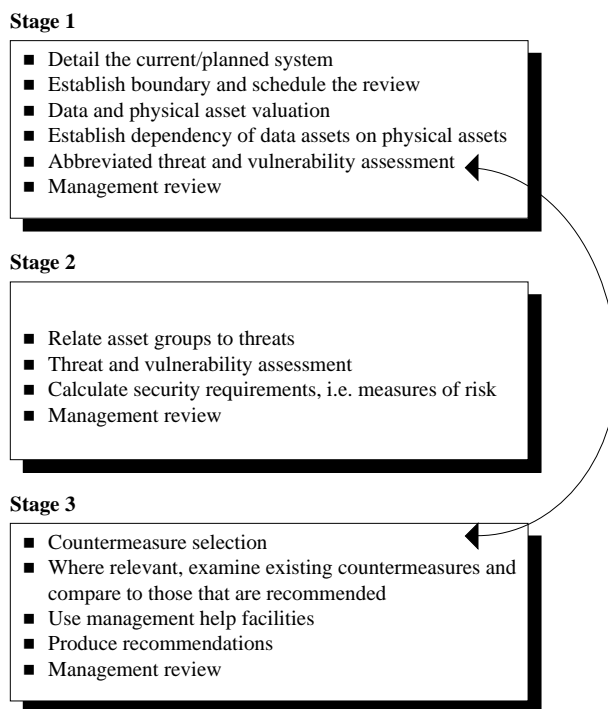 Stage 1
■ Detail the current/planned system
■ Establish boundary and schedule the review
■ Data and physical asset valuation
■ Establish dependency of data assets on physical assets
■ Abbreviated threat and vulnerability assessment
■ Management review
Stage 2
■ Relate asset groups to threats
■ Threat and vulnerability assessment
■ Calculate security requirements, i.e. measures of risk
■ Management review
Stage 3
■ Countermeasure selection
■ Where relevant, examine existing countermeasures and
compare to those that are recommended
■ Use management help facilities
■ Produce recommendations
■ Management review